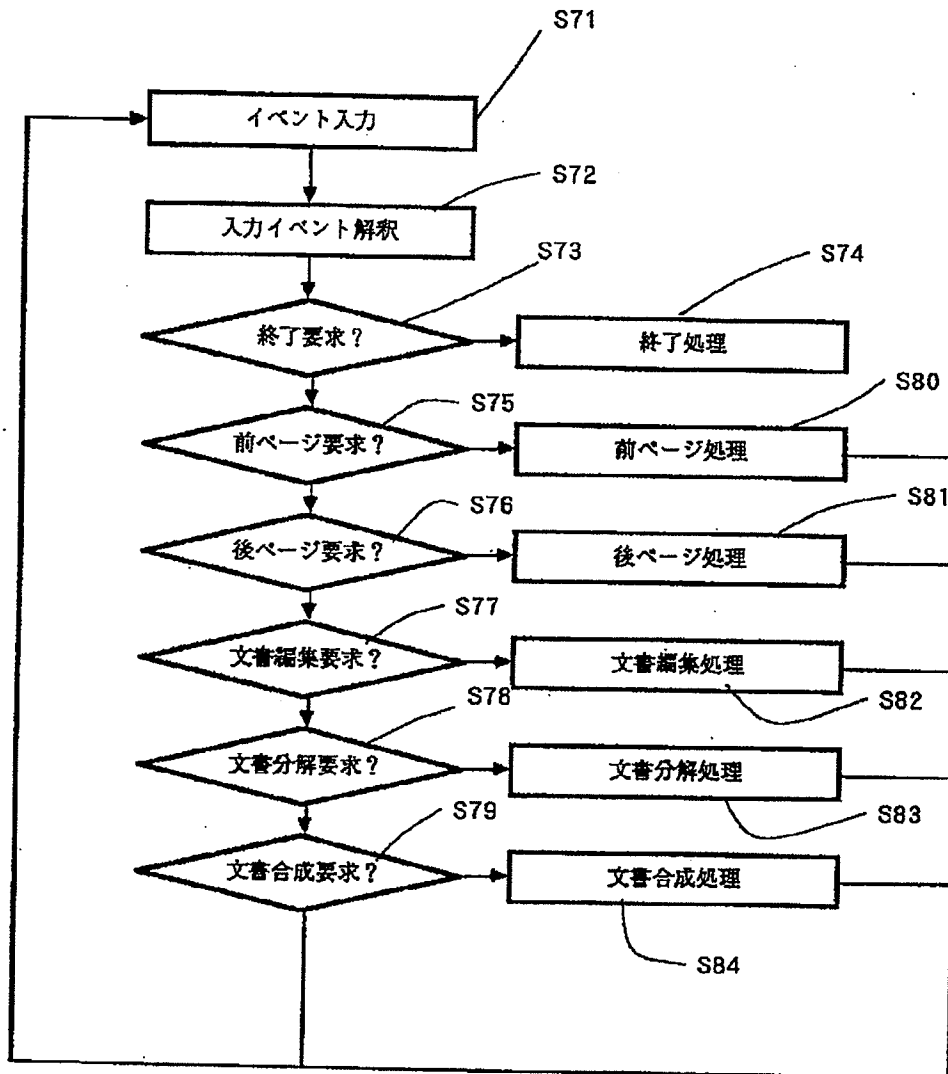 S71
イベント入力
S72
入力イベント解釈
S73
終了要求？
S74
終了処理
S75
前ページ要求？
S80
前ページ処理
S76
後ページ要求？
S81
後ページ処理
S77
文書編集要求？
文書編集処理
S82
S78
文書分解要求？
文書分解処理
S83
S79
文書合成要求？
文書合成処理
S84